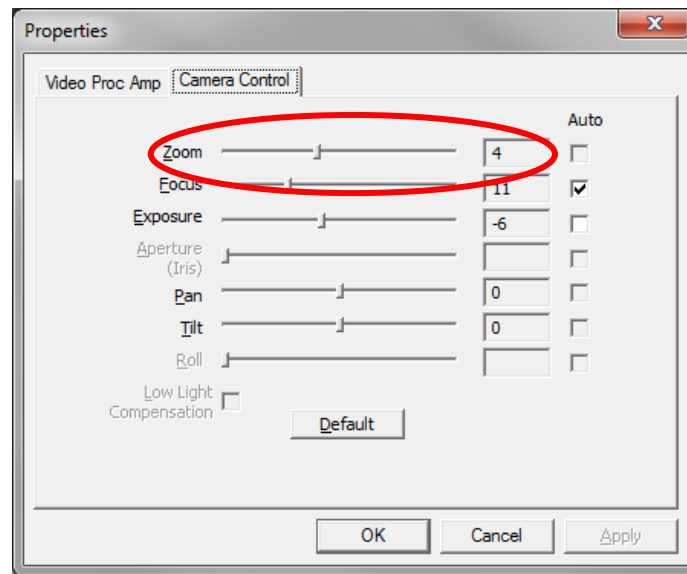 Properties
Video Proc Amp Camera Control
Auto
Zoom 4
Focus 11
Exposure -6
Aperture
(Iris)
Pan 0
Tilt 0
Roll
Low Light
Compensation
Default
OK Cancel Apply